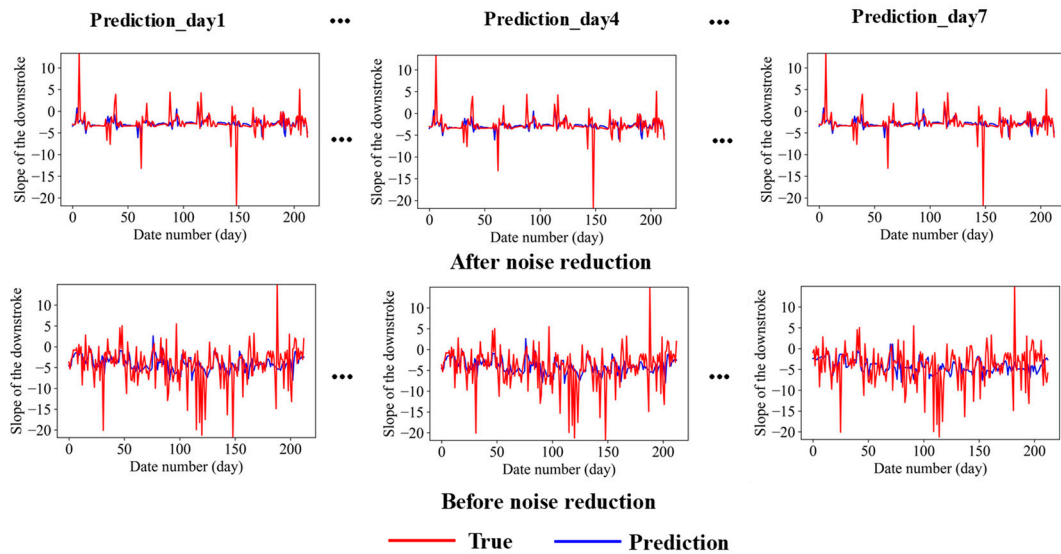 Prediction_day1 ••• Prediction_day4 ••• Prediction_day7
Slope of the downstroke
10
5
0
−5
−10
−15
−20
0 50 100 150 200
Date number (day)
•••
Slope of the downstroke
10
5
0
−5
−10
−15
−20
0 50 100 150 200
Date number (day)
•••
Slope of the downstroke
10
5
0
−5
−10
−15
−20
0 50 100 150 200
Date number (day)
After noise reduction
Slope of the downstroke
10
5
0
−5
−10
−15
−20
0 50 100 150 200
Date number (day)
•••
Slope of the downstroke
10
5
0
−5
−10
−15
−20
0 50 100 150 200
Date number (day)
•••
Slope of the downstroke
10
5
0
−5
−10
−15
−20
0 50 100 150 200
Date number (day)
Before noise reduction
True Prediction